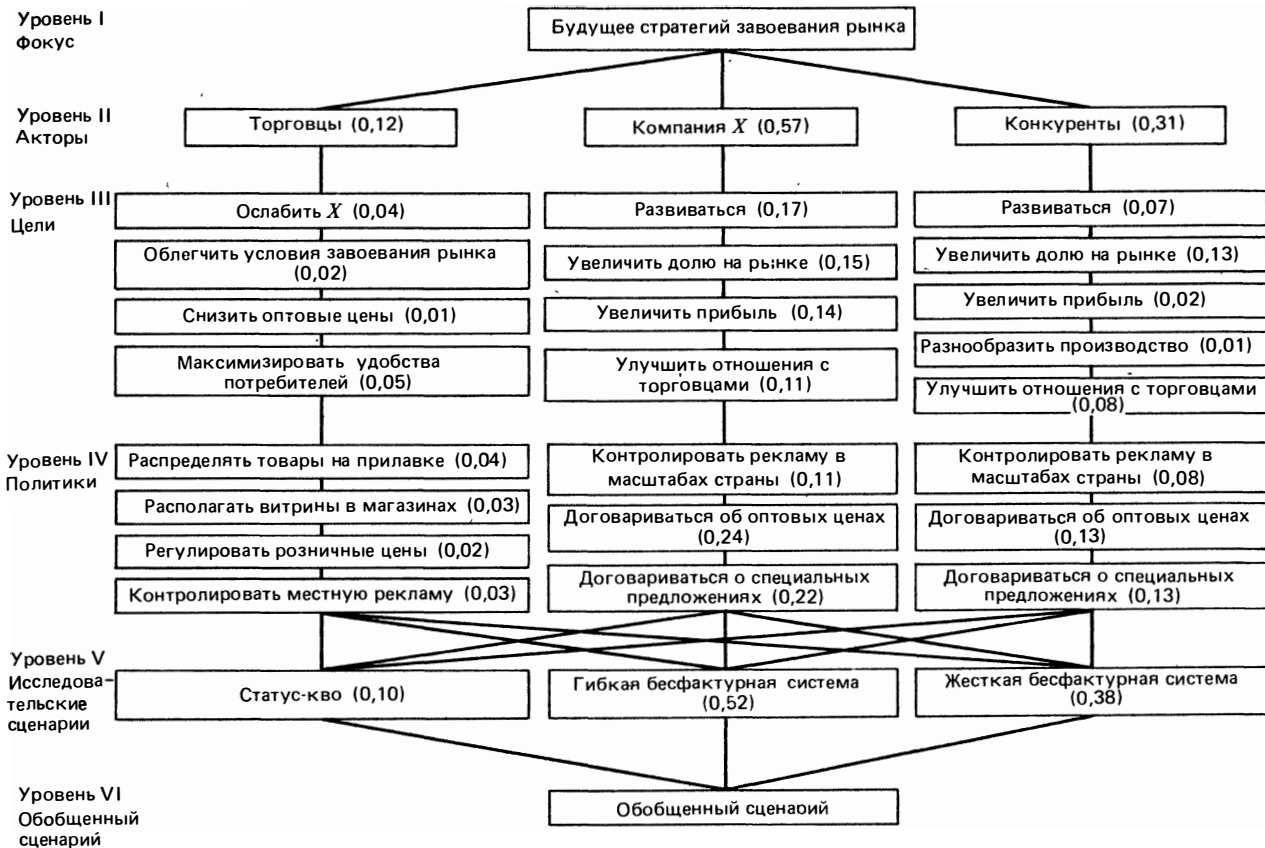 Уровень I
Фокус
Будущее стратегий завоевания рынка
Уровень II
Акторы
Торговцы (0,12)
Компания X (0,57)
Конкуренты (0,31)
Уровень III
Цели
Ослабить X (0,04)
Облегчить условия завоевания рынка
(0,02)
Снизить оптовые цены (0,01)
Максимизировать удобства
потребителей (0,05)
Развиваться (0,17)
Увеличить долю на рынке (0,15)
Увеличить прибыль (0,14)
Улучшить отношения с
торговцами (0,11)
Развиваться (0,07)
Увеличить долю на рынке (0,13)
Увеличить прибыль (0,02)
Разнообразить производство (0,01)
Улучшить отношения с торговцами
(0,08)
Уровень IV
Политики
Распределять товары на прилавке (0,04)
Располагать витрины в магазинах (0,03)
Регулировать розничные цены (0,02)
Контролировать местную рекламу (0,03)
Контролировать рекламу в
масштабах страны (0,11)
Договариваться об оптовых ценах
(0,24)
Договариваться о специальных
предложениях (0,22)
Контролировать рекламу в
масштабах страны (0,08)
Договариваться об оптовых ценах
(0,13)
Договариваться о специальных
предложениях (0,13)
Уровень V
Исследова-
тельские
сценарии
Статус-кво (0,10)
Гибкая бесфактурная система
(0,52)
Жесткая бесфактурная система
(0,38)
Уровень VI
Обобщенный
сценарий
Обобщенный сценарий